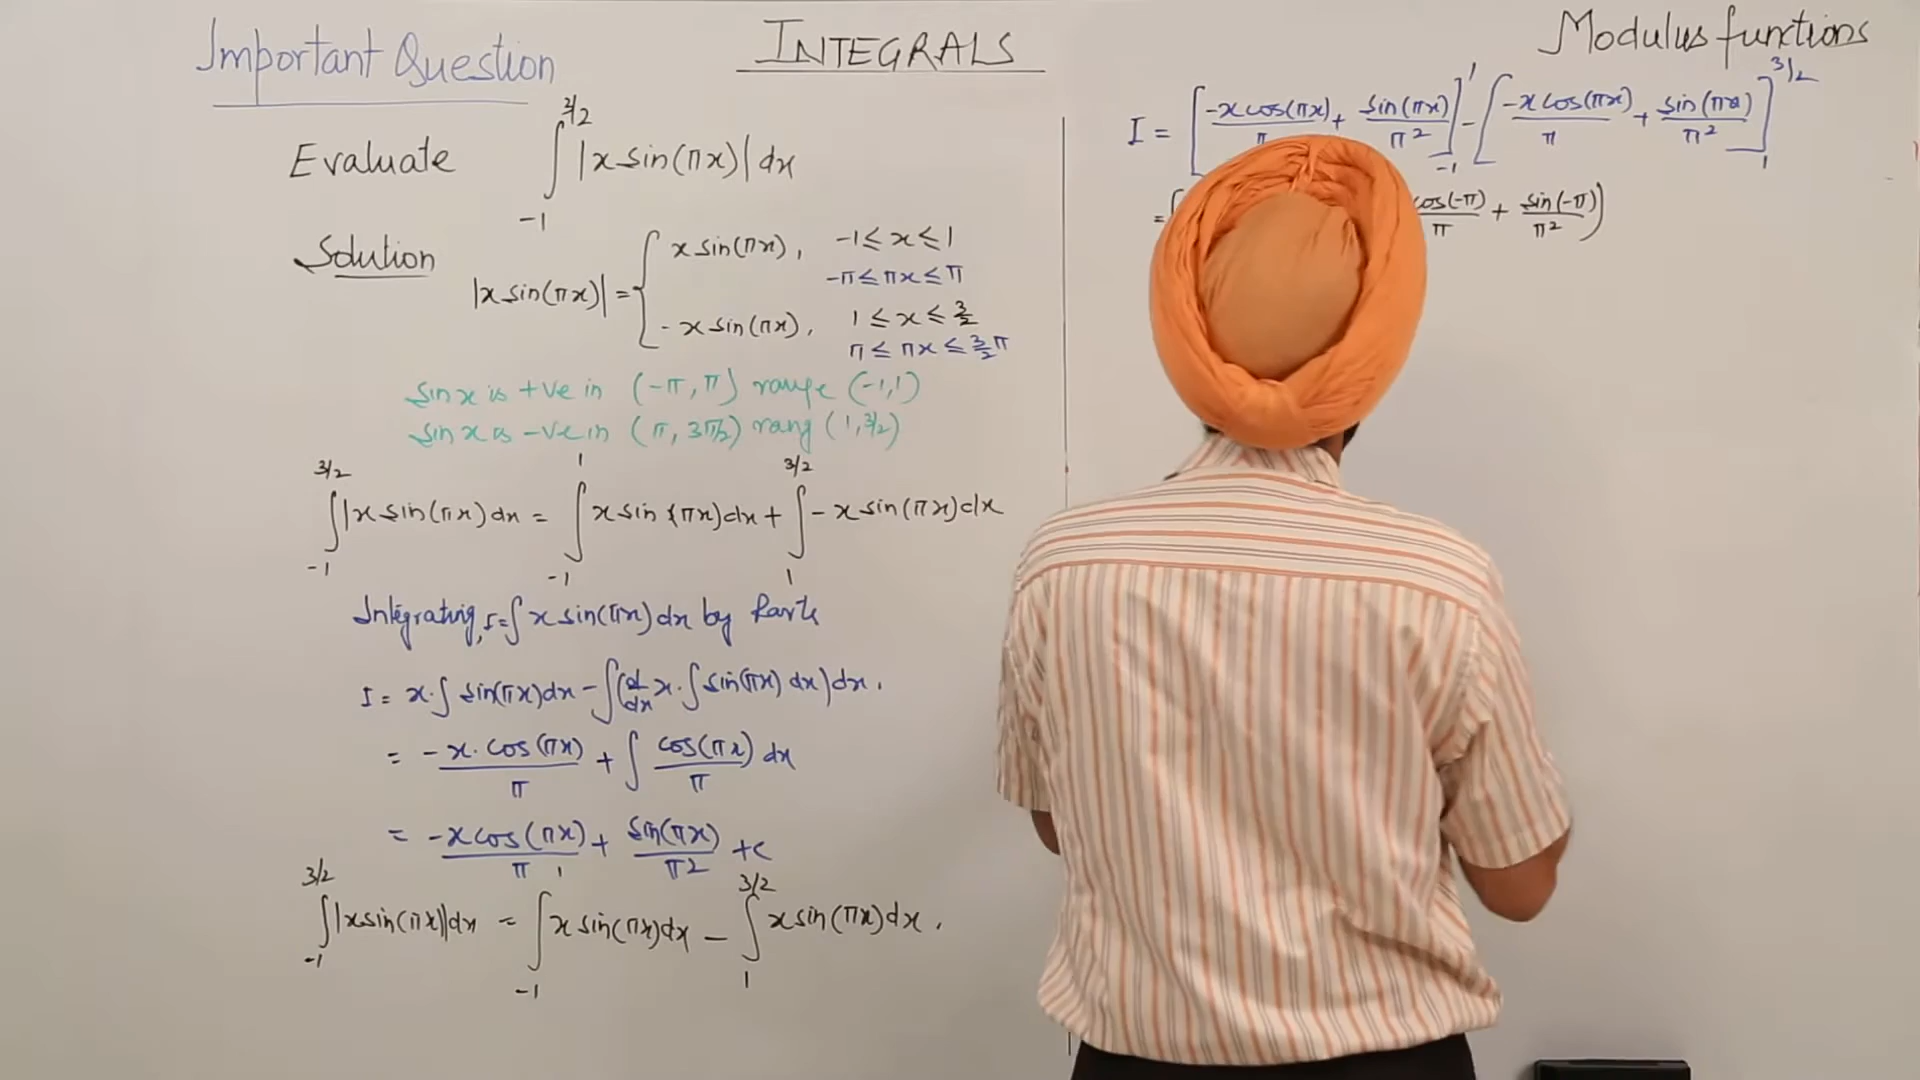 Important Question
INTEGRALS
Modulus functions
Evaluate ∫_{-1}^{3/2} |x sin(πx)| dx
Solution
|x sin(πx)| = { x sin(πx), -1 ≤ x ≤ 1
-π ≤ πx ≤ π
-x sin(πx), 1 ≤ x ≤ 3/2
π ≤ πx ≤ 3/2 π
sin x is +ve in (-π, π) range (-1, 1)
sin x is -ve in (π, 3π/2) rang (1, 3/2)
∫_{-1}^{3/2} |x sin(πx) dx = ∫_{-1}^{1} x sin (πx) dx + ∫_{1}^{3/2} -x sin(πx) dx
Integrating, I = ∫ x sin(πx) dx by Parts
I = x·∫ sin(πx) dx - ∫(d/dx x·∫ sin(πx) dx) dx.
= -x·cos(πx)/π + ∫ cos(πx)/π dx
= -x cos(πx)/π + sin(πx)/π² + c
∫_{-1}^{3/2} |x sin(πx)| dx = ∫_{-1}^{1} x sin(πx) dx - ∫_{1}^{3/2} x sin(πx) dx.
I = [-x cos(πx)/π + sin(πx)/π²]_{-1}^{1} - [-x cos(πx)/π + sin(πx)/π²]_{1}^{3/2}
= ( cos(-π)/π + sin(-π)/π²)